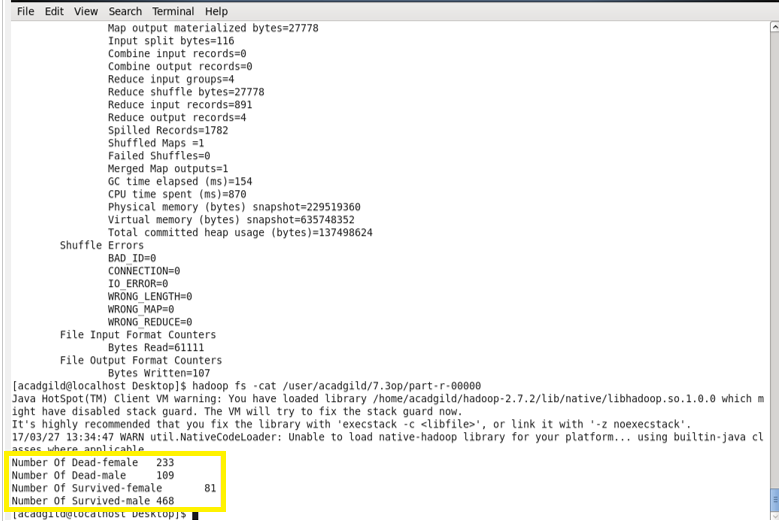 File Edit View Search Terminal Help
Map output materialized bytes=27778
Input split bytes=116
Combine input records=0
Combine output records=0
Reduce input groups=4
Reduce shuffle bytes=27778
Reduce input records=891
Reduce output records=4
Spilled Records=1782
Shuffled Maps =1
Failed Shuffles=0
Merged Map outputs=1
GC time elapsed (ms)=154
CPU time spent (ms)=870
Physical memory (bytes) snapshot=229519360
Virtual memory (bytes) snapshot=635748352
Total committed heap usage (bytes)=137498624
Shuffle Errors
BAD_ID=0
CONNECTION=0
IO_ERROR=0
WRONG_LENGTH=0
WRONG_MAP=0
WRONG_REDUCE=0
File Input Format Counters
Bytes Read=61111
File Output Format Counters
Bytes Written=107
[acadgild@localhost Desktop]$ hadoop fs -cat /user/acadgild/7.3op/part-r-00000
Java HotSpot(TM) Client VM warning: You have loaded library /home/acadgild/hadoop-2.7.2/lib/native/libhadoop.so.1.0.0 which m
ight have disabled stack guard. The VM will try to fix the stack guard now.
It's highly recommended that you fix the library with 'execstack -c <libfile>', or link it with '-z noexecstack'.
17/03/27 13:34:47 WARN util.NativeCodeLoader: Unable to load native-hadoop library for your platform... using builtin-java cl
asses where applicable
Number Of Dead-female 233
Number Of Dead-male 109
Number Of Survived-female 81
Number Of Survived-male 468
[acadgild@localhost Desktop]$